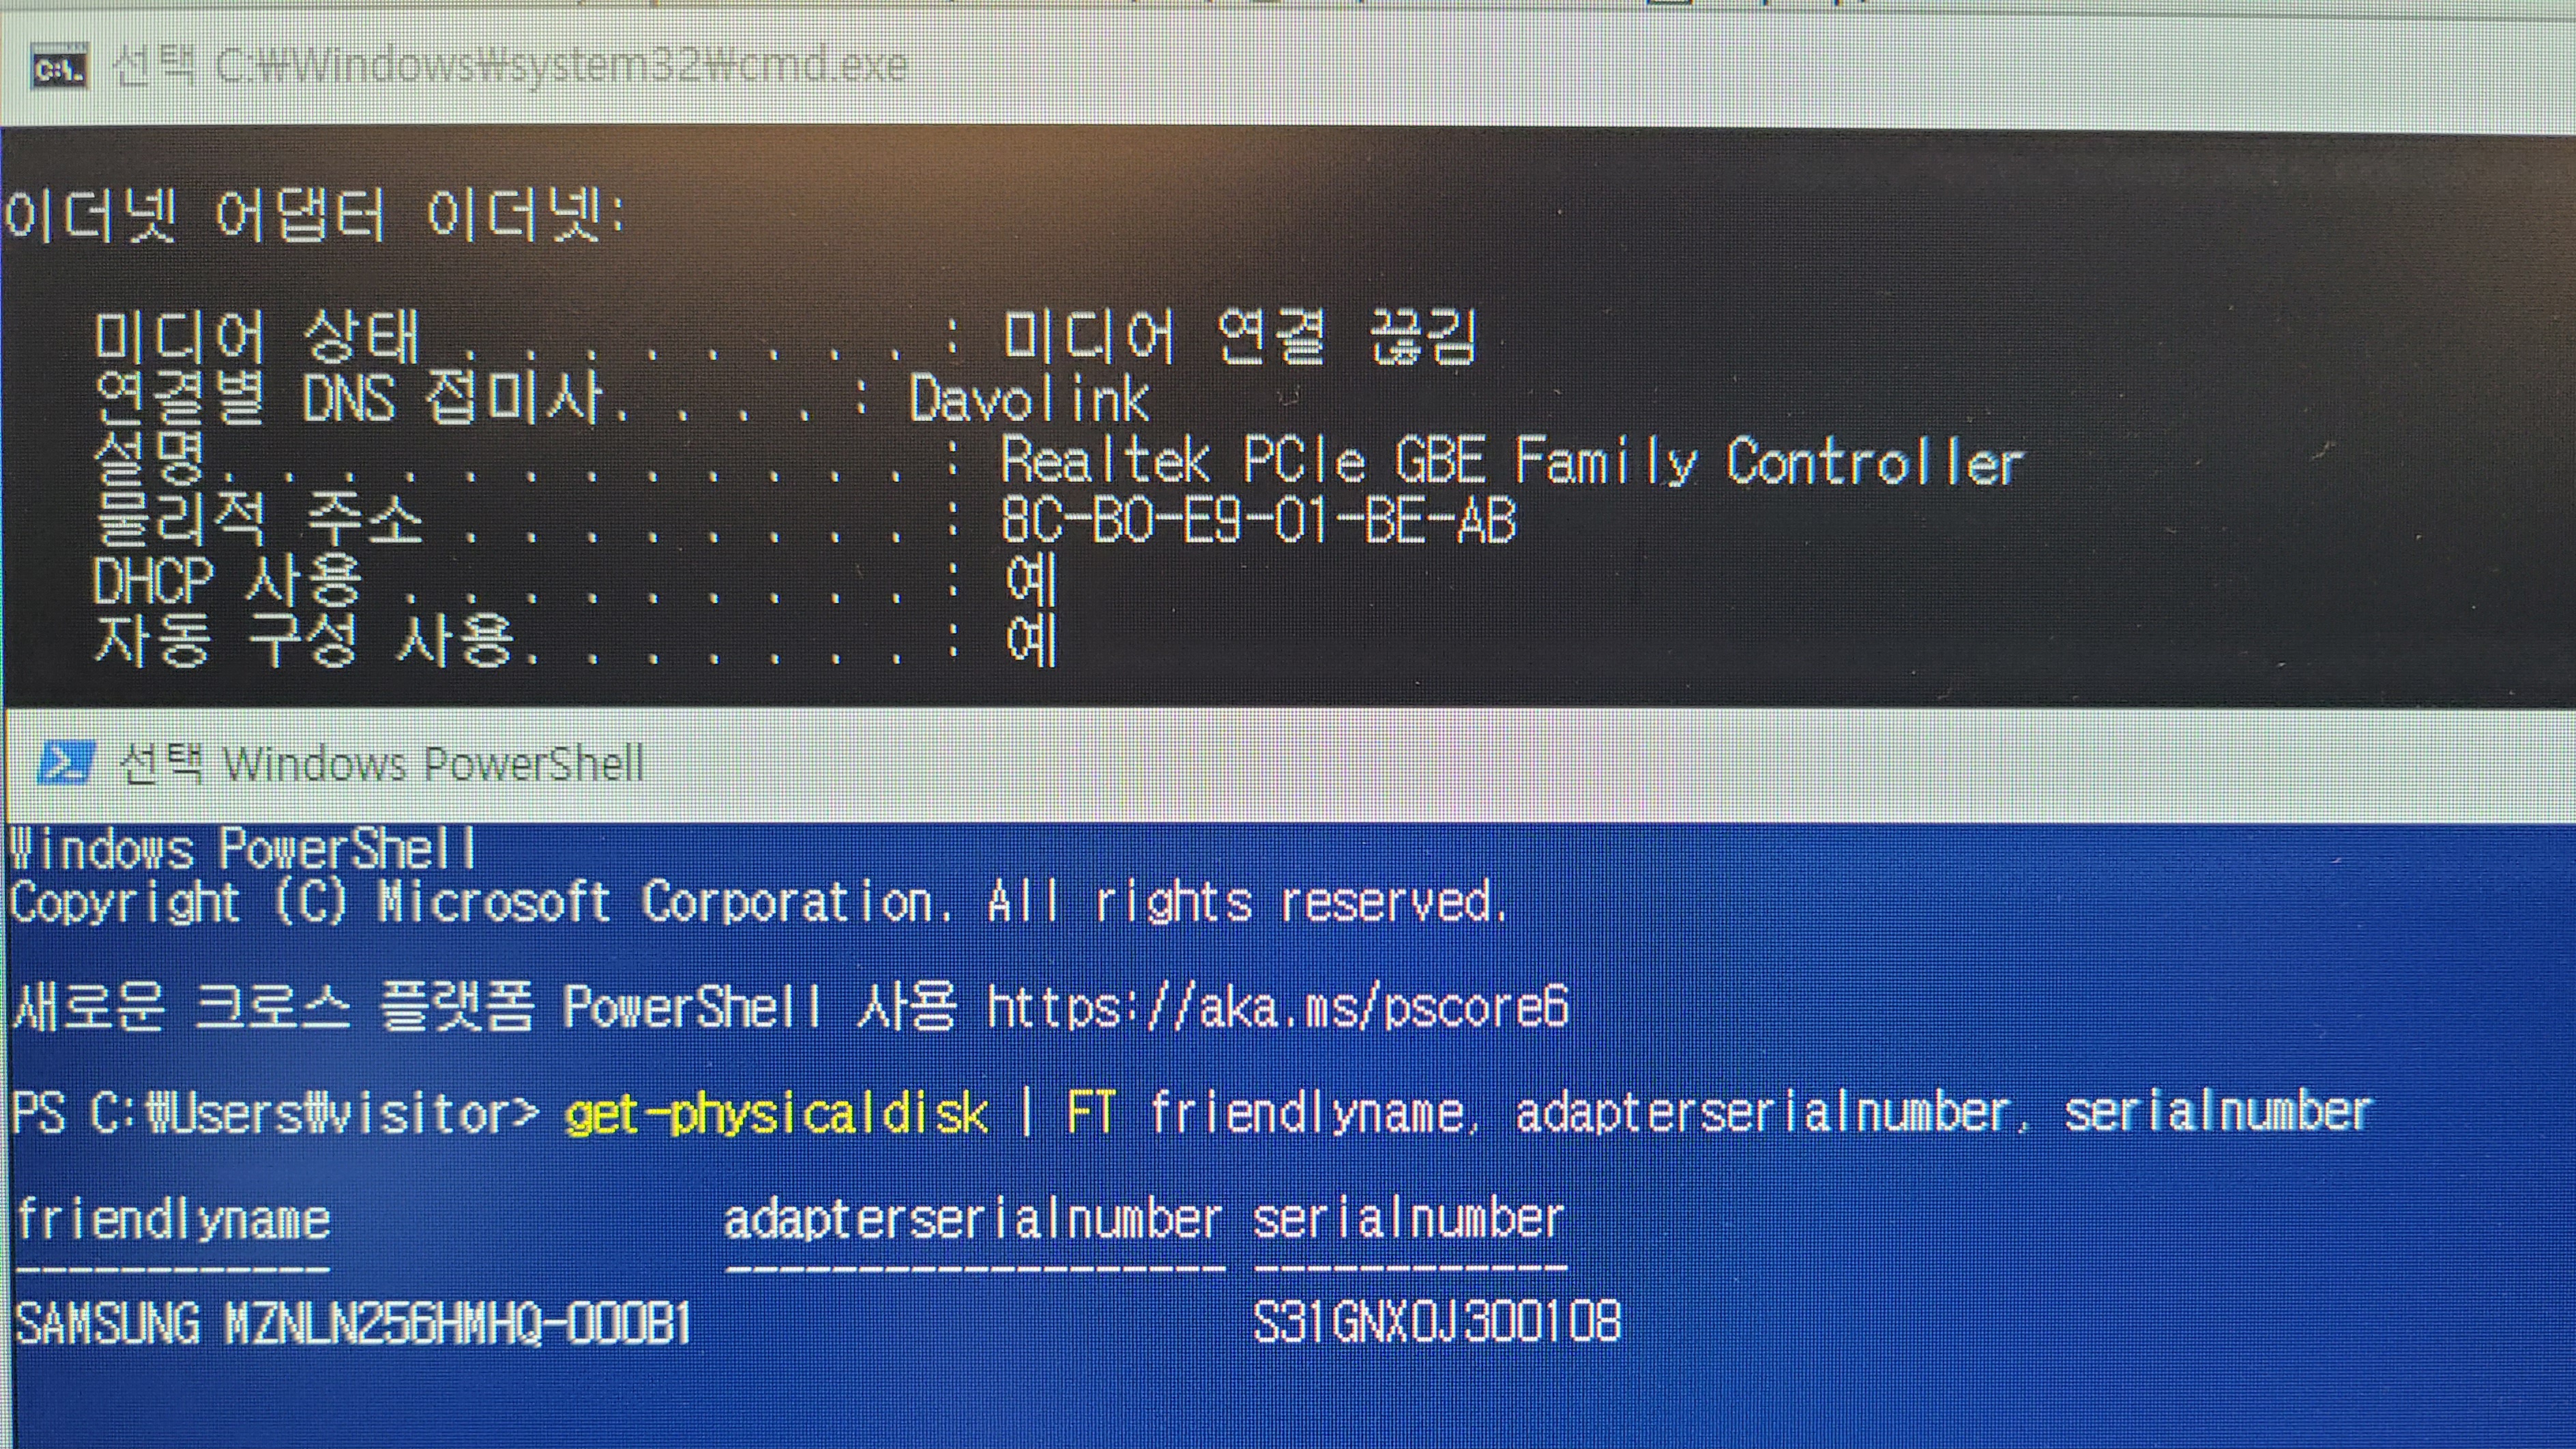 선택 C:₩Windows₩system32₩cmd.exe
이더넷 어댑터 이더넷:
미디어 상태 . . . . . . . . : 미디어 연결 끊김
연결별 DNS 접미사. . . . : Davolink
설명. . . . . . . . . . . . : Realtek PCIe GBE Family Controller
물리적 주소 . . . . . . . . : 8C-B0-E9-01-BE-AB
DHCP 사용 . . . . . . . . . : 예
자동 구성 사용. . . . . . . : 예
선택 Windows PowerShell
Windows PowerShell
Copyright (C) Microsoft Corporation. All rights reserved.
새로운 크로스 플랫폼 PowerShell 사용 https://aka.ms/pscore6
PS C:₩Users₩visitor> get-physicaldisk | FT friendlyname, adapterserialnumber, serialnumber
friendlyname adapterserialnumber serialnumber
------------ ------------------- ------------
SAMSUNG MZNLN256HMHQ-000B1 S31GNX0J300108